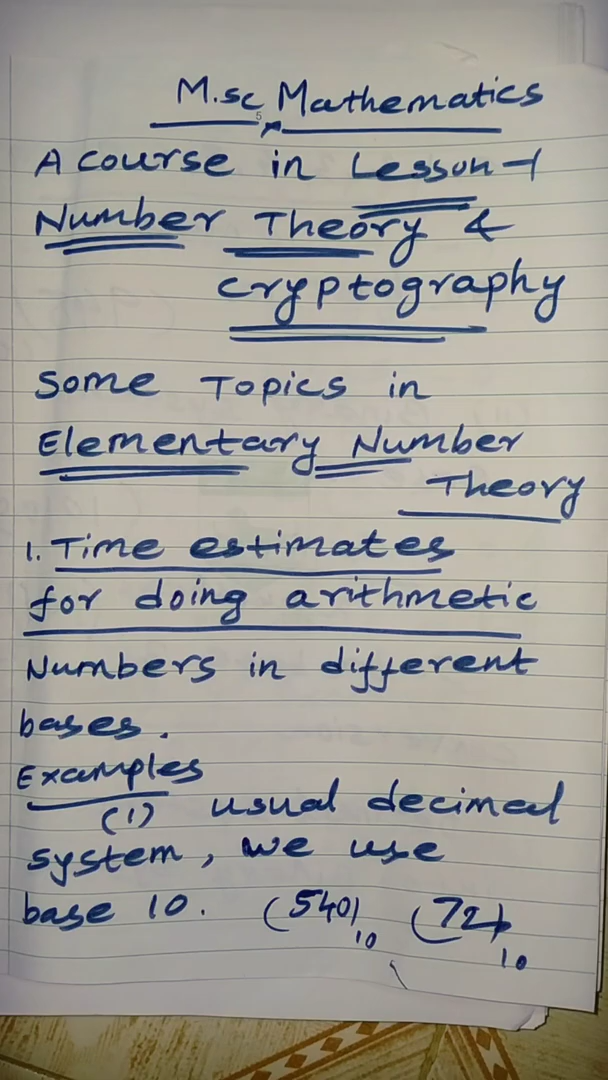 M.sc Mathematics
A course in Lesson-1
Number Theory &
cryptography
Some Topics in
Elementary Number
Theory
1. Time estimates
for doing arithmetic
Numbers in different
bases.
Examples
(1) usual decimal
system, we use
base 10. (540)10 (72)10